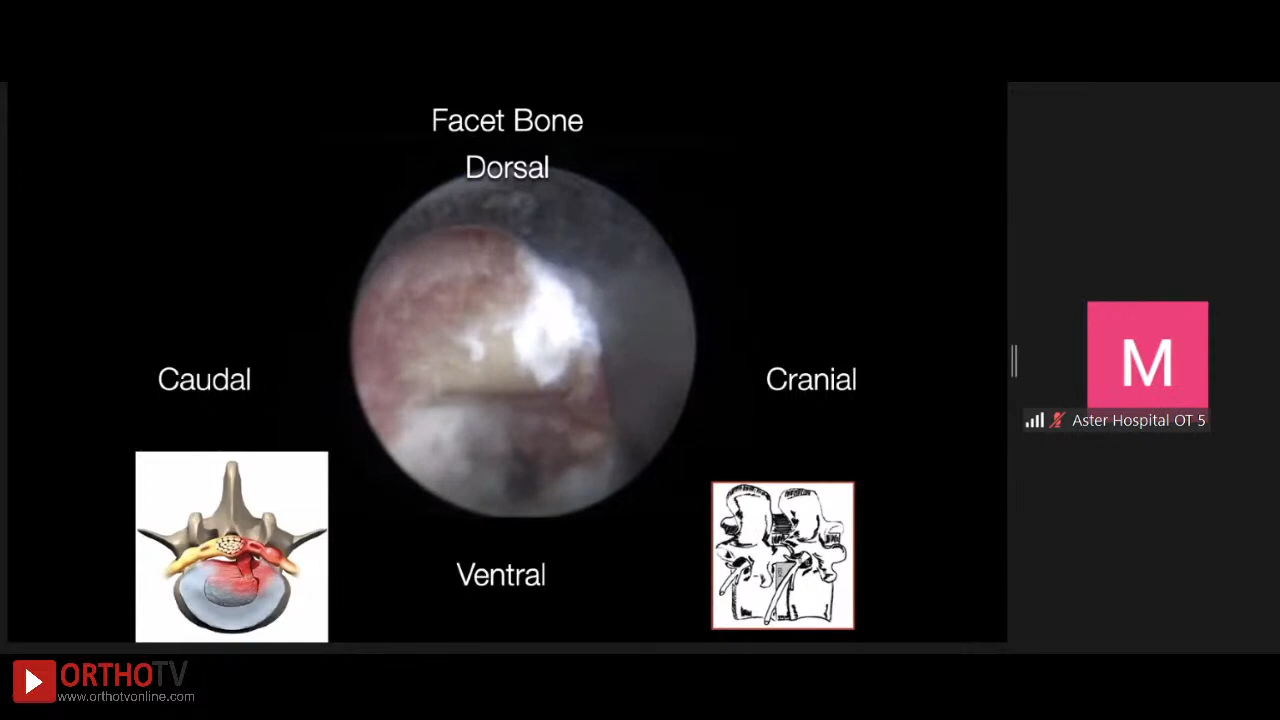 Facet Bone
Dorsal
Caudal
Cranial
Ventral
M
Aster Hospital OT 5
ORTHOTV
www.orthotvonline.com